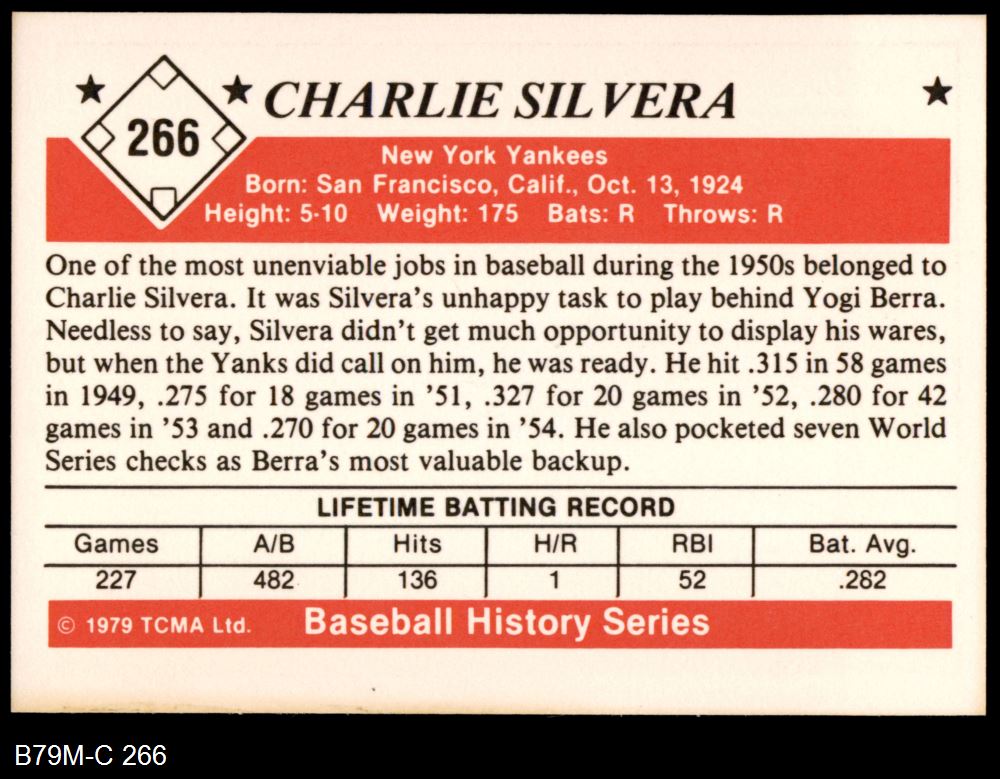 266
CHARLIE SILVERA
New York Yankees
Born: San Francisco, Calif., Oct. 13, 1924
Height: 5-10 Weight: 175 Bats: R Throws: R
One of the most unenviable jobs in baseball during the 1950s belonged to
Charlie Silvera. It was Silvera's unhappy task to play behind Yogi Berra.
Needless to say, Silvera didn't get much opportunity to display his wares,
but when the Yanks did call on him, he was ready. He hit .315 in 58 games
in 1949, .275 for 18 games in '51, .327 for 20 games in '52, .280 for 42
games in '53 and .270 for 20 games in '54. He also pocketed seven World
Series checks as Berra's most valuable backup.
LIFETIME BATTING RECORD
Games A/B Hits H/R RBI Bat. Avg.
227 482 136 1 52 .282
© 1979 TCMA Ltd. Baseball History Series
B79M-C 266